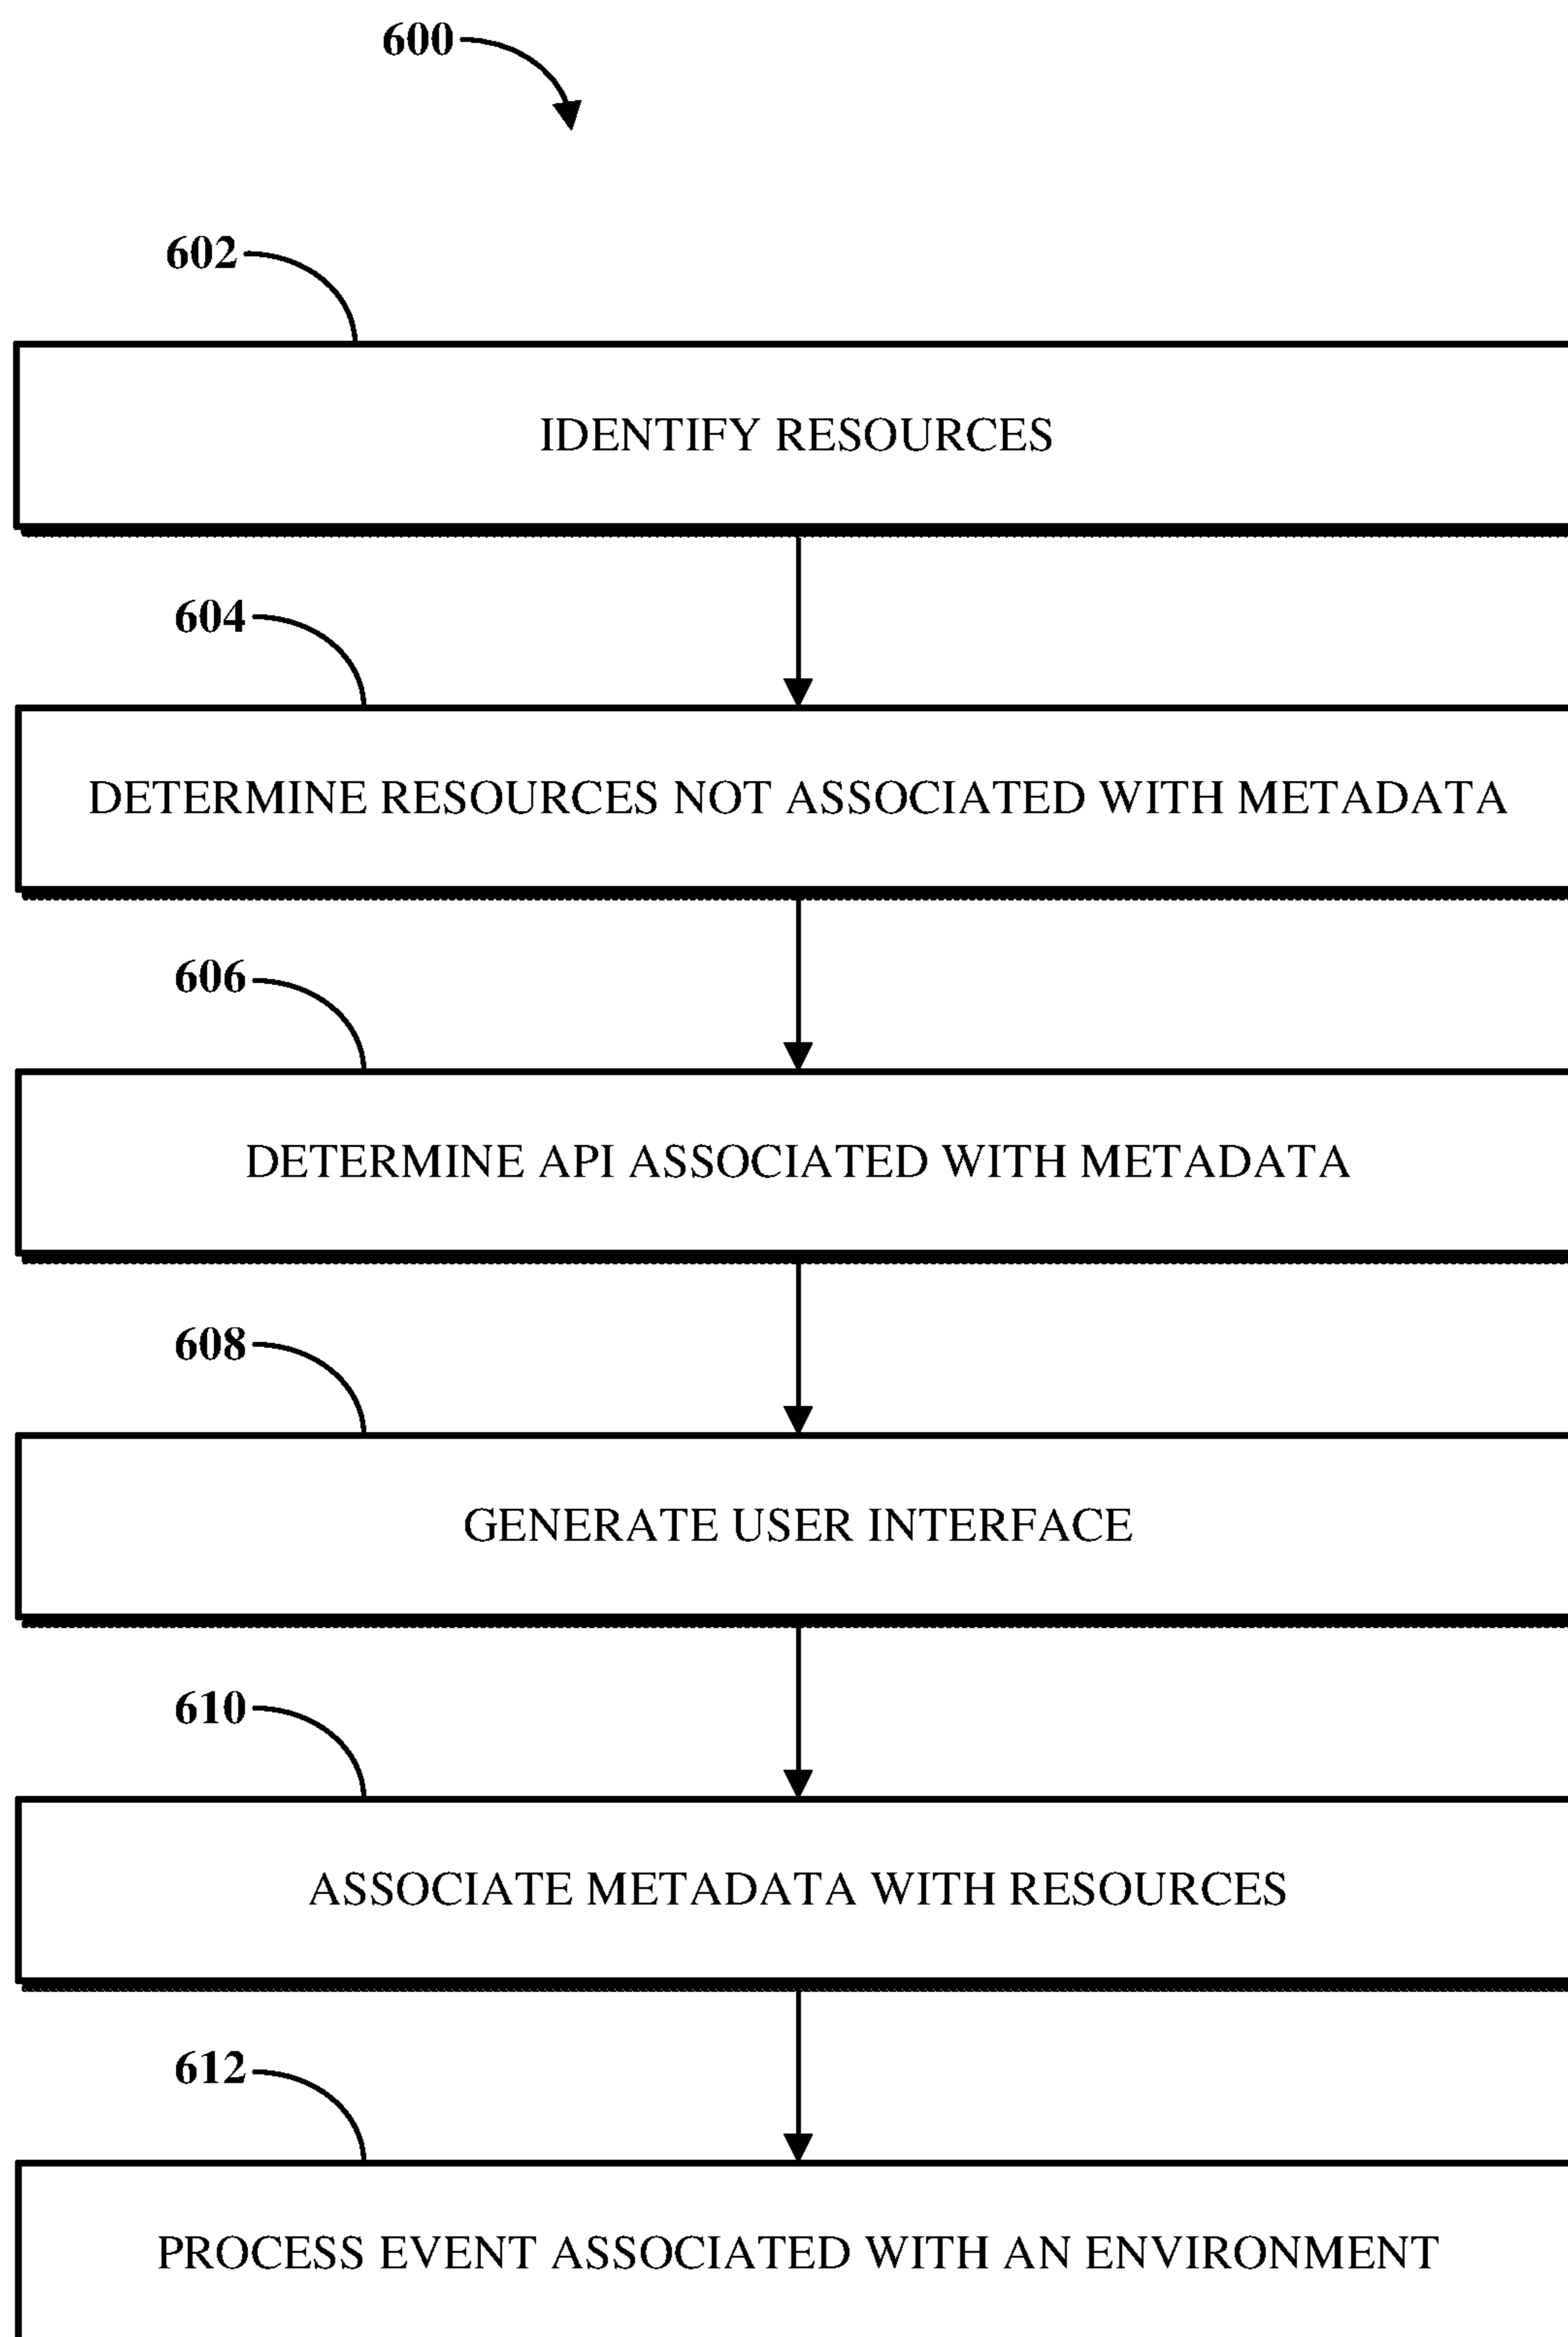 600
602
IDENTIFY RESOURCES
604
DETERMINE RESOURCES NOT ASSOCIATED WITH METADATA
606
DETERMINE API ASSOCIATED WITH METADATA
608
GENERATE USER INTERFACE
610
ASSOCIATE METADATA WITH RESOURCES
612
PROCESS EVENT ASSOCIATED WITH AN ENVIRONMENT